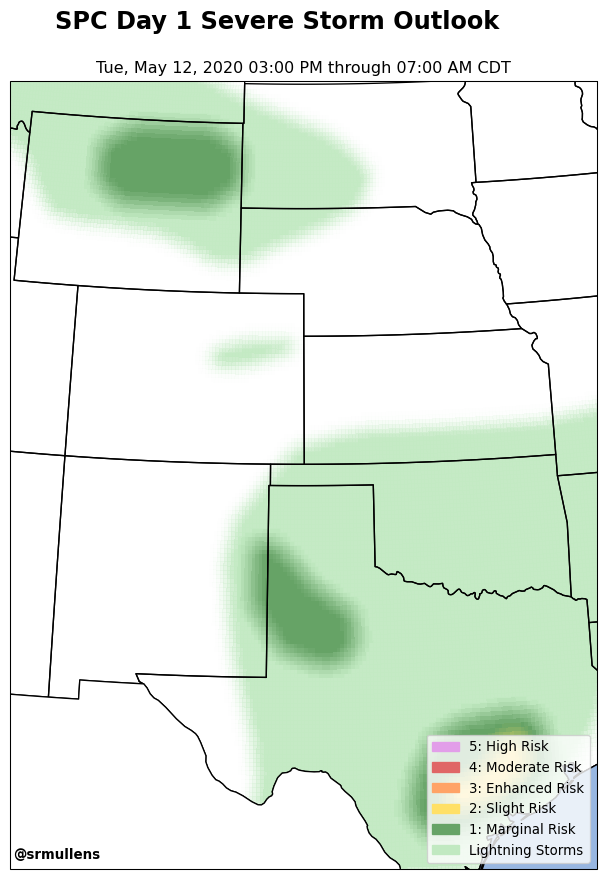 SPC Day 1 Severe Storm Outlook
Tue, May 12, 2020 03:00 PM through 07:00 AM CDT
5: High Risk
4: Moderate Risk
3: Enhanced Risk
2: Slight Risk
1: Marginal Risk
Lightning Storms
@srmullens